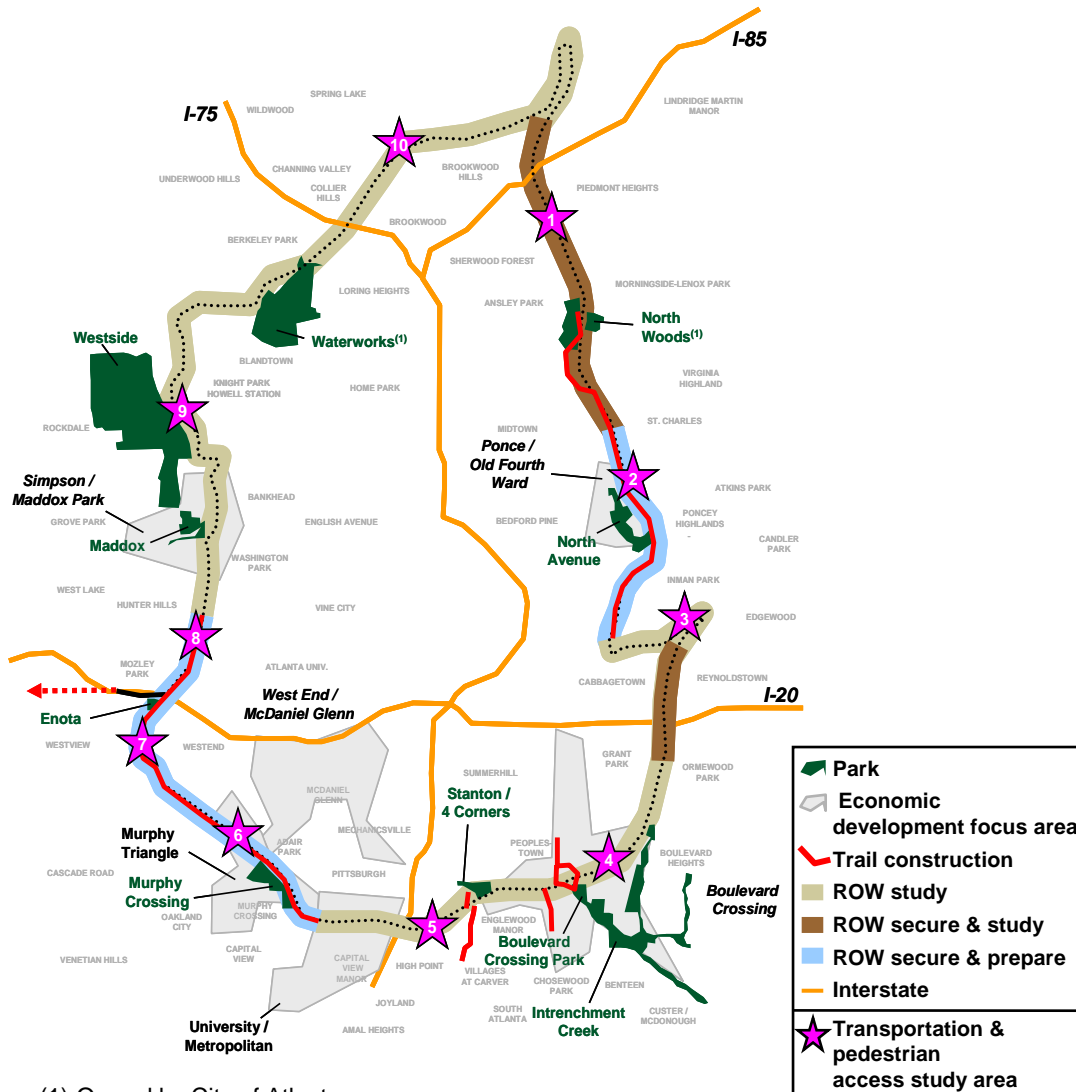 I-85
I-75
SPRING LAKE
WILDWOOD
LINDRIDGE MARTIN
MANOR
10
CHANNING VALLEY
UNDERWOOD HILLS
COLLIER
HILLS
BROOKWOOD
HILLS
PIEDMONT HEIGHTS
1
BROOKWOOD
BERKELEY PARK
SHERWOOD FOREST
MORNINGSIDE-LENOX PARK
LORING HEIGHTS
ANSLEY PARK
North
Woods(1)
Westside
Waterworks(1)
BLANDTOWN
KNIGHT PARK
HOWELL STATION
HOME PARK
VIRGINIA
HIGHLAND
9
ROCKDALE
MIDTOWN
ST. CHARLES
Ponce /
Old Fourth
Ward
2
Simpson /
Maddox Park
ATKINS PARK
BANKHEAD
GROVE PARK
ENGLISH AVENUE
BEDFORD PINE
PONCEY
HIGHLANDS
-
Maddox
North
Avenue
CANDLER
PARK
WASHINGTON
PARK
INMAN PARK
WEST LAKE
HUNTER HILLS
VINE CITY
3
EDGEWOOD
8
MOZLEY
PARK
ATLANTA UNIV.
CABBAGETOWN
REYNOLDSTOWN
West End /
McDaniel Glenn
I-20
Enota
7
WESTVIEW
WESTEND
GRANT
PARK
ORMEWOOD
PARK
SUMMERHILL
MCDANIEL
GLENN
Stanton /
4 Corners
6
MECHANICSVILLE
Murphy
Triangle
ADAIR
PARK
PEOPLES-
TOWN
4
BOULEVARD
HEIGHTS
CASCADE ROAD
PITTSBURGH
Murphy
Crossing
Boulevard
Crossing
MURPHY
CROSSING
OAKLAND
CITY
5
ENGLEWOOD
MANOR
Boulevard
Crossing Park
CAPITAL
VIEW
VENETIAN HILLS
CAPITAL
VIEW
MANOR
HIGH POINT
VILLAGES
AT CARVER
CHOSEWOOD
PARK
BENTEEN
JOYLAND
SOUTH
ATLANTA
Intrenchment
Creek
CUSTER /
MCDONOUGH
University /
Metropolitan
AMAL HEIGHTS
Park
Economic
development focus area
Trail construction
ROW study
ROW secure & study
ROW secure & prepare
Interstate
Transportation &
pedestrian
access study area